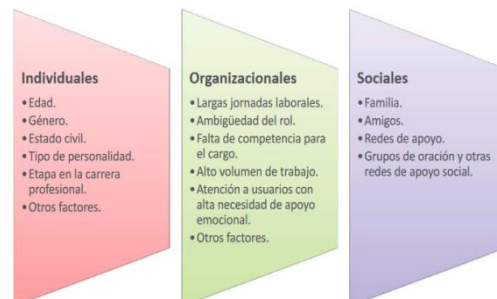 Individuales
• Edad.
• Género.
• Estado civil.
• Tipo de personalidad.
• Etapa en la carrera
profesional.
• Otros factores.
Organizacionales
• Largas jornadas laborales.
• Ambigüedad del rol.
• Falta de competencia para
el cargo.
• Alto volumen de trabajo.
• Atención a usuarios con
alta necesidad de apoyo
emocional.
• Otros factores.
Sociales
• Familia.
• Amigos.
• Redes de apoyo.
• Grupos de oración y otras
redes de apoyo social.